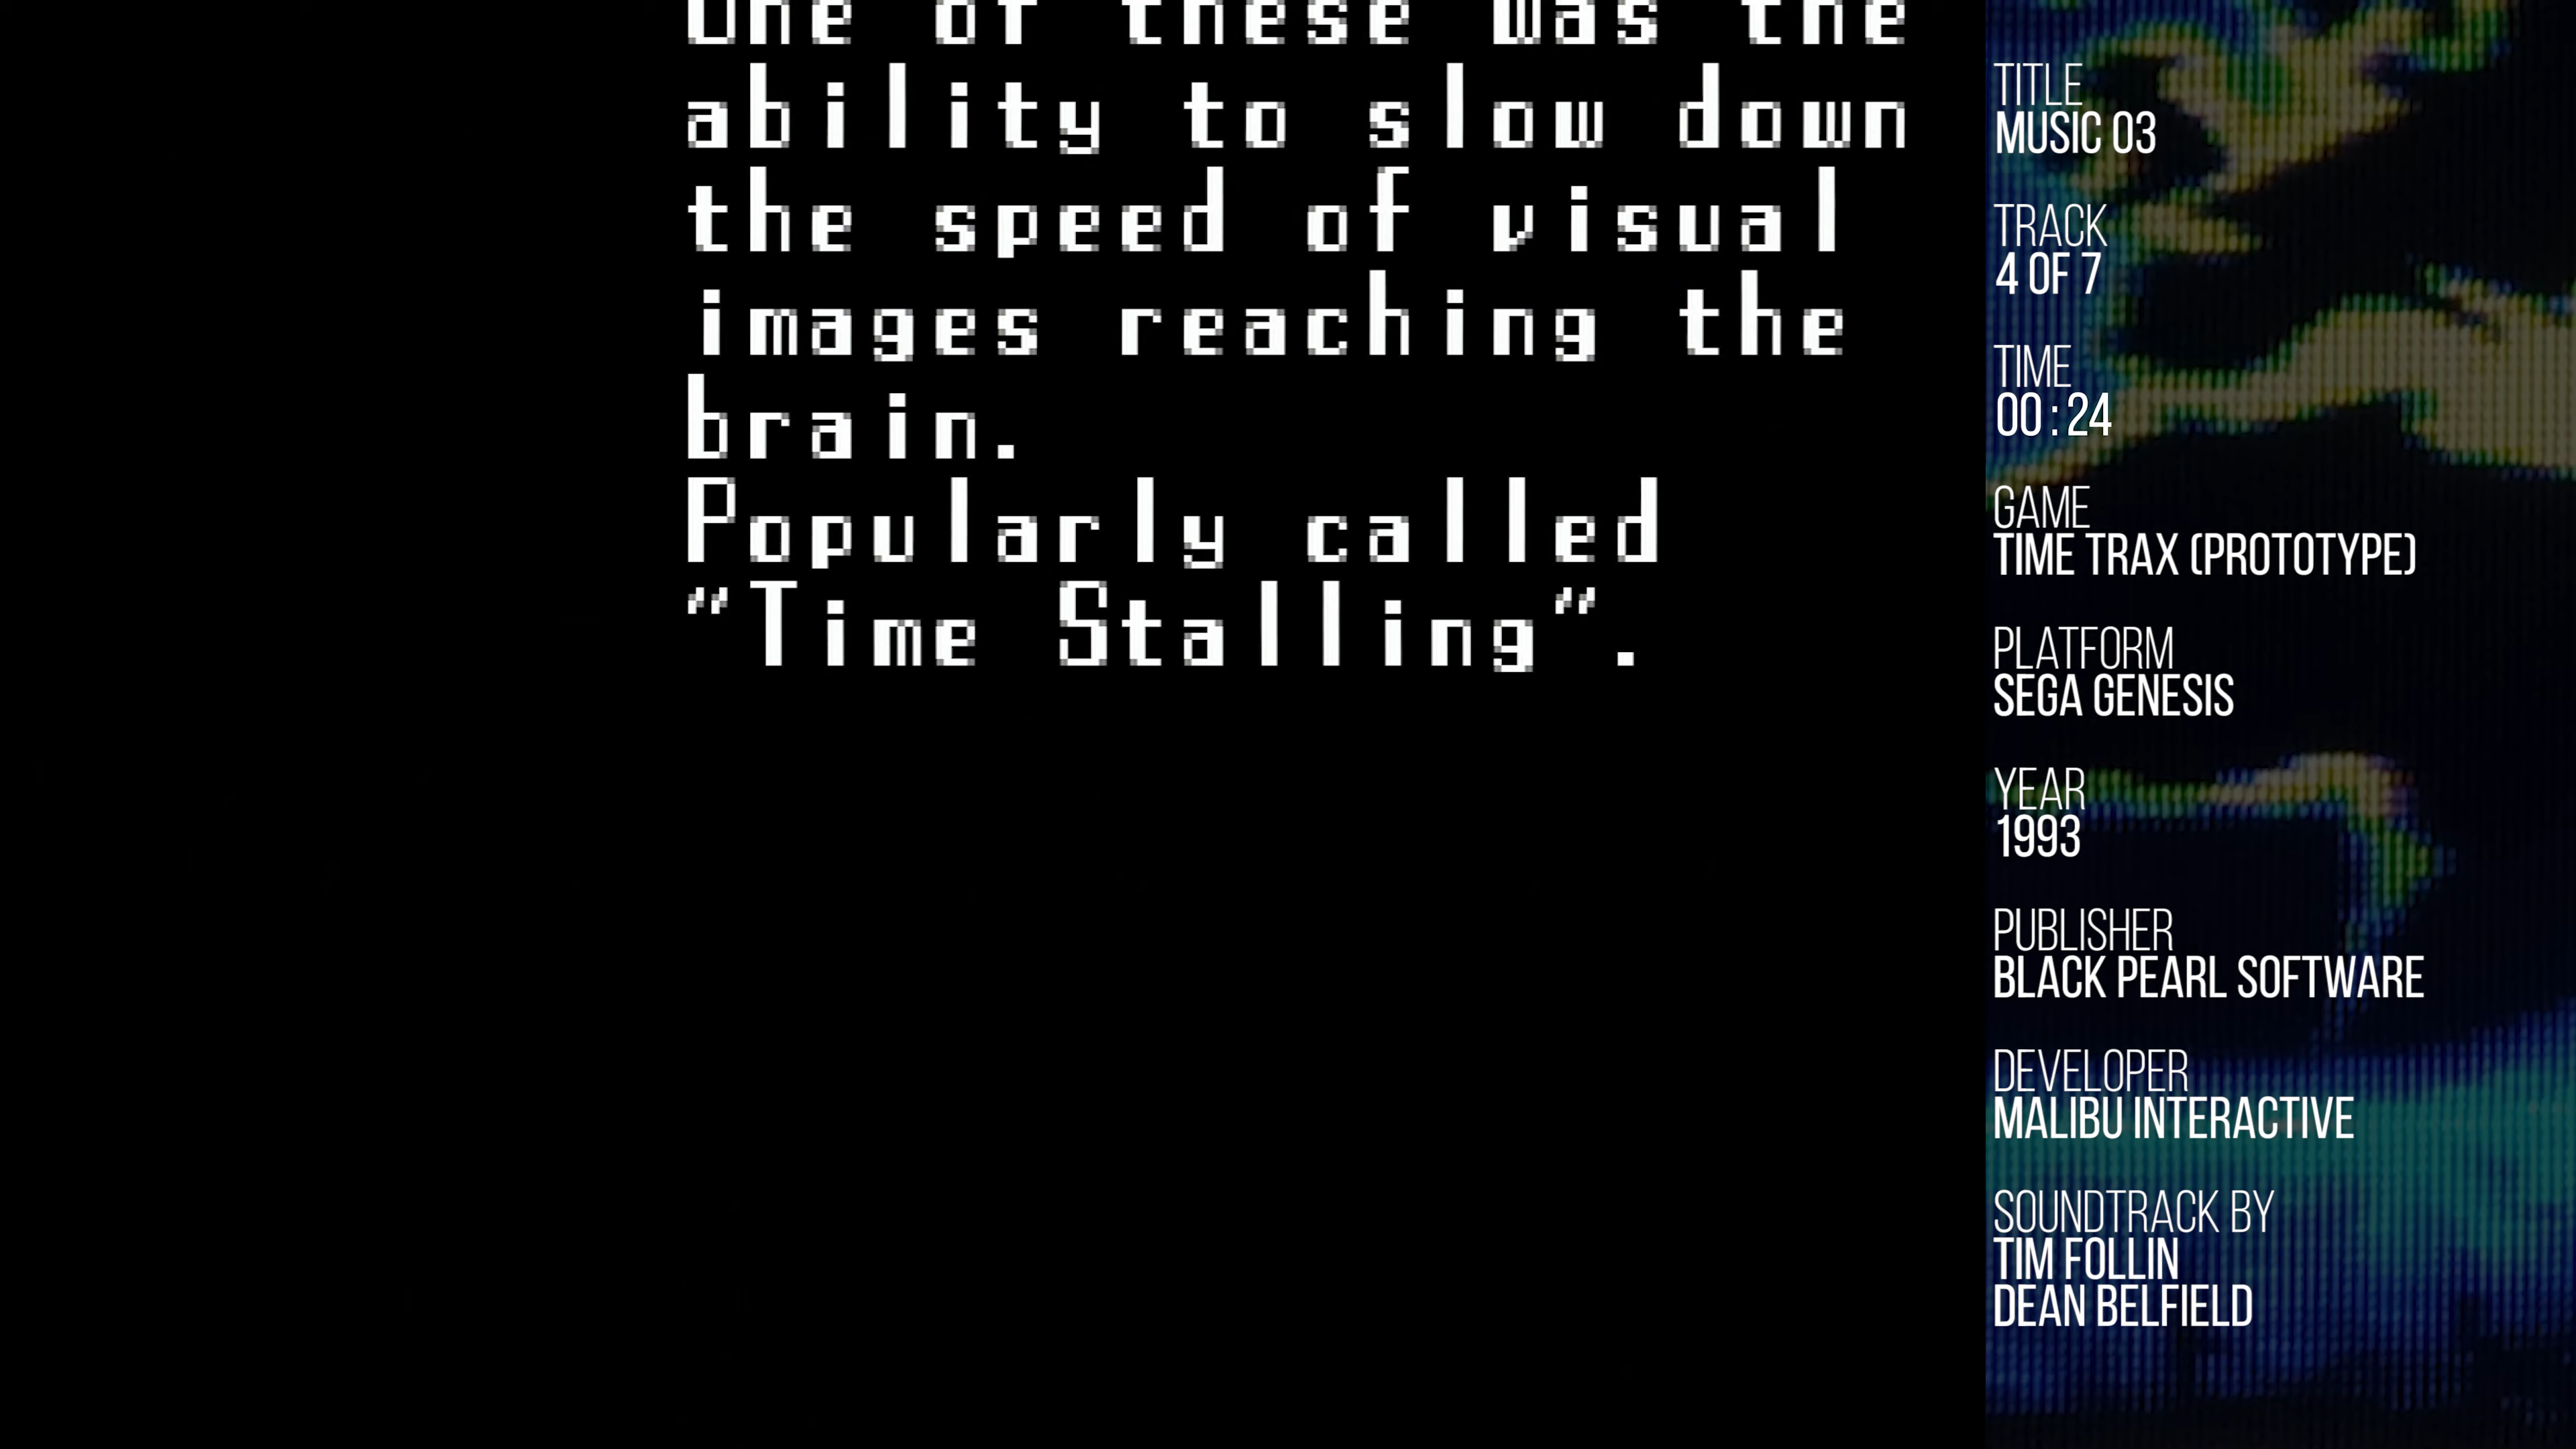 One of these was the
ability to slow down
the speed of visual
images reaching the
brain.
Popularly called
"Time Stalling".
TITLE
MUSIC 03
TRACK
4 OF 7
TIME
00:24
GAME
TIME TRAX (PROTOTYPE)
PLATFORM
SEGA GENESIS
YEAR
1993
PUBLISHER
BLACK PEARL SOFTWARE
DEVELOPER
MALIBU INTERACTIVE
SOUNDTRACK BY
TIM FOLLIN
DEAN BELFIELD